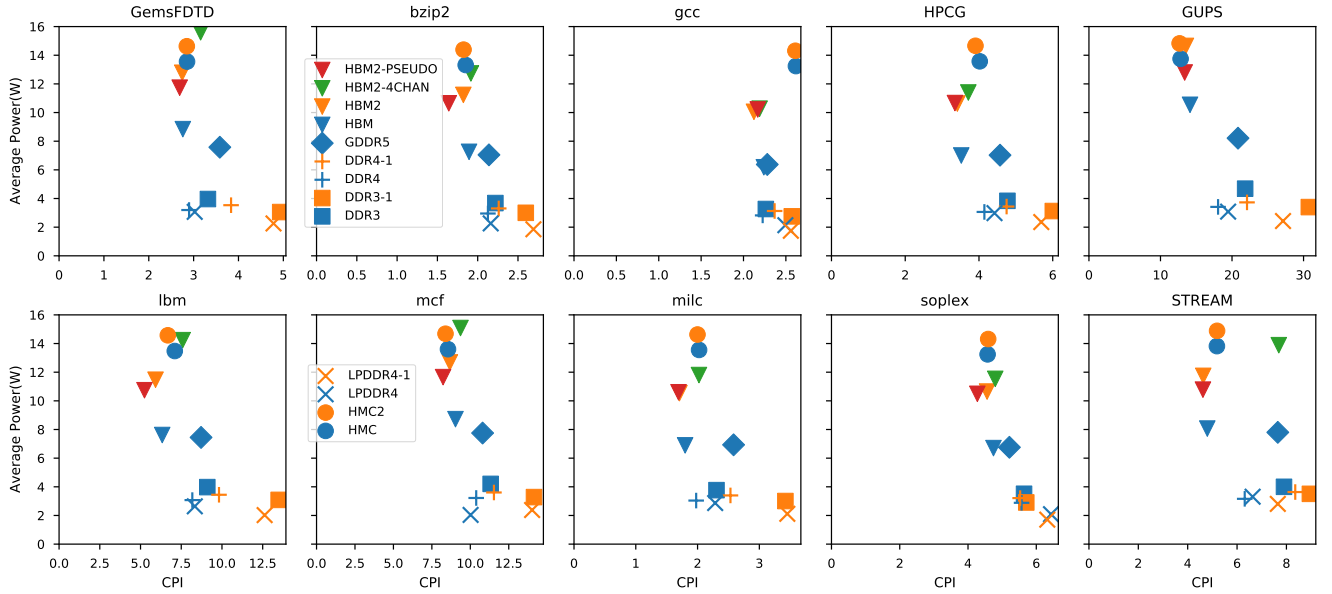 GemsFDTD
bzip2
gcc
HPCG
GUPS
Average Power(W)
16
14
12
10
8
6
4
2
0
0 1 2 3 4 5
HBM2-PSEUDO
HBM2-4CHAN
HBM2
HBM
GDDR5
DDR4-1
DDR4
DDR3-1
DDR3
0.0 0.5 1.0 1.5 2.0 2.5
0.0 0.5 1.0 1.5 2.0 2.5
0 2 4 6
0 10 20 30
lbm
mcf
milc
soplex
STREAM
Average Power(W)
16
14
12
10
8
6
4
2
0
0.0 2.5 5.0 7.5 10.0 12.5
CPI
LPDDR4-1
LPDDR4
HMC2
HMC
0.0 2.5 5.0 7.5 10.0 12.5
CPI
0 1 2 3
CPI
0 2 4 6
CPI
0 2 4 6 8
CPI